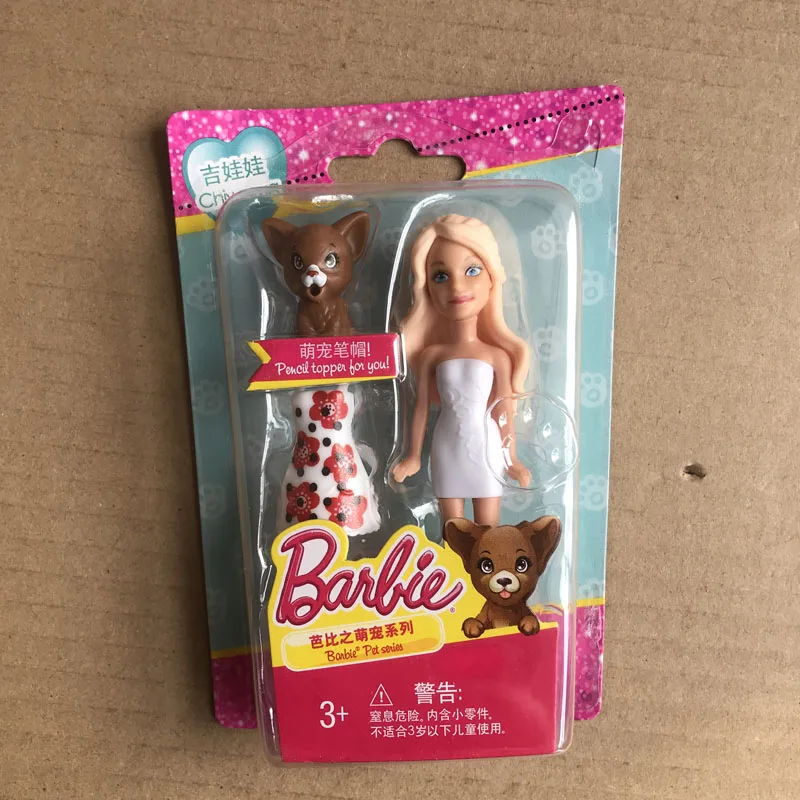 吉娃娃
萌宠笔帽!
Pencil topper for you!
Barbie®
芭比之萌宠系列
Barbie® Pet series
3+
警告:
窒息危险。内含小零件。
不适合3岁以下儿童使用。